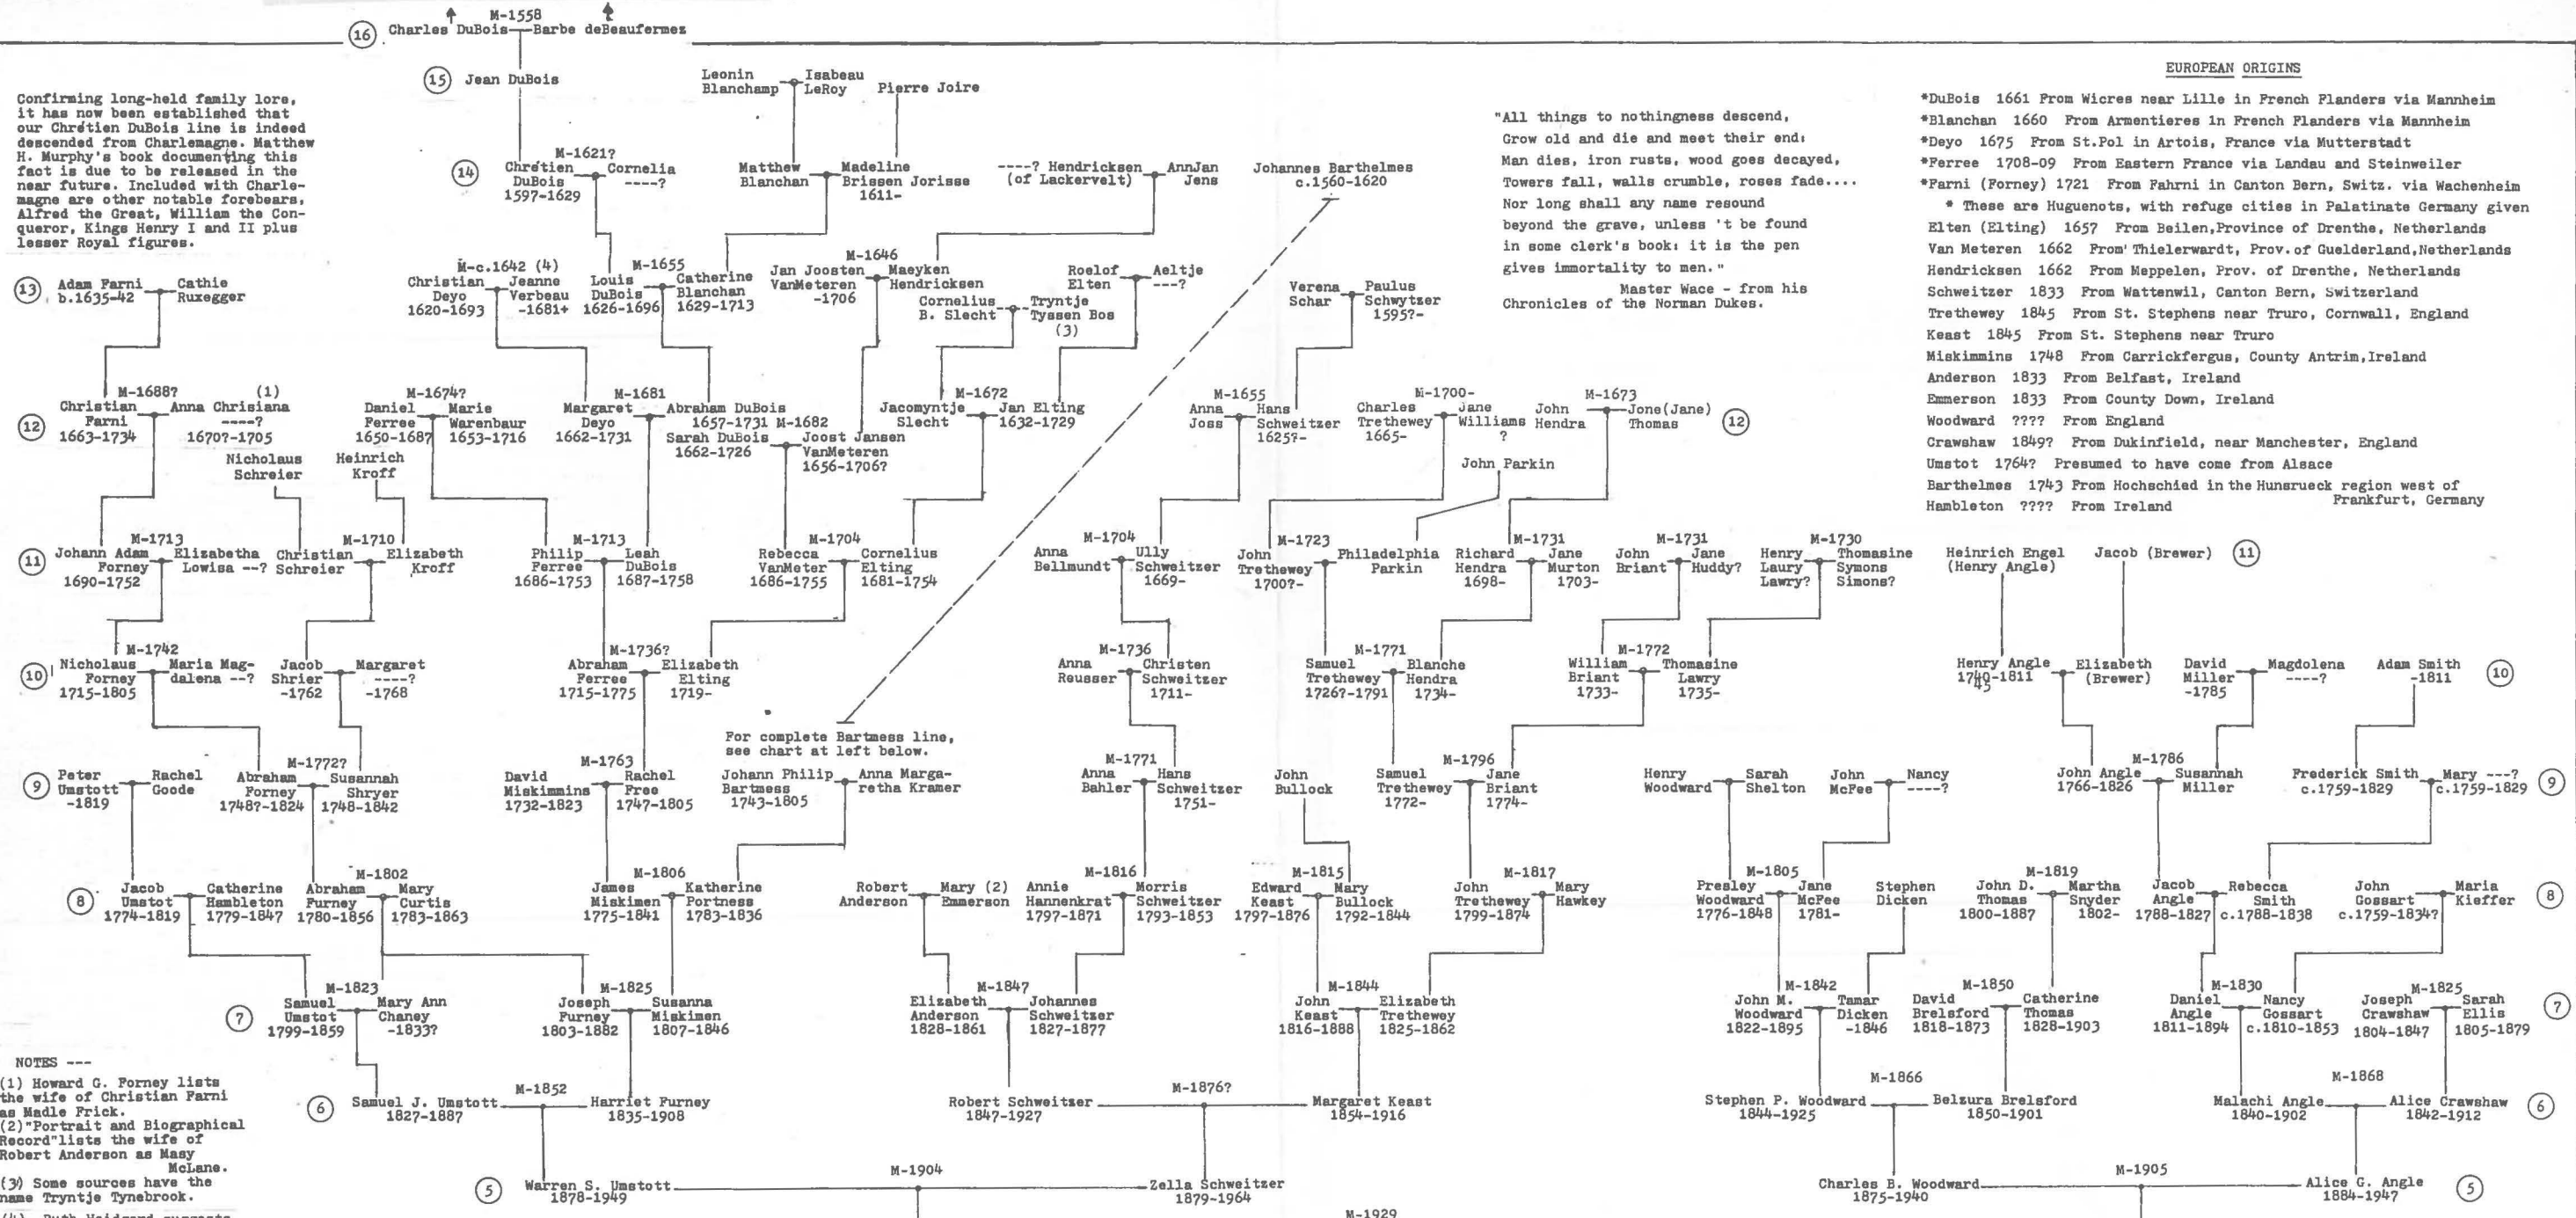 M-1558
(16) Charles DuBois—Barbe deBeaufermez
(15) Jean DuBois
Leonin Blanchamp
Isabeau LeRoy
Pierre Joire
Confirming long-held family lore,
it has now been established that
our Chrétien DuBois line is indeed
descended from Charlemagne. Matthew
H. Murphy's book documenting this
fact is due to be released in the
near future. Included with Charle-
magne are other notable forebears,
Alfred the Great, William the Con-
queror, Kings Henry I and II plus
lesser Royal figures.
(14)
M-1621?
Chrétien DuBois 1597-1629
Cornelia ----?
Matthew Blanchan
Madeline Brissen Jorisse 1611-
----? Hendricksen (of Lackervelt)
AnnJan Jens
Johannes Barthelmes
c.1560-1620
"All things to nothingness descend,
Grow old and die and meet their end:
Man dies, iron rusts, wood goes decayed,
Towers fall, walls crumble, roses fade....
Nor long shall any name resound
beyond the grave, unless 't be found
in some clerk's book: it is the pen
gives immortality to men."
Master Wace - from his
Chronicles of the Norman Dukes.
EUROPEAN ORIGINS
*DuBois 1661 From Wicres near Lille in French Flanders via Mannheim
*Blanchan 1660 From Armentieres in French Flanders via Mannheim
*Deyo 1675 From St.Pol in Artois, France via Mutterstadt
*Ferree 1708-09 From Eastern France via Landau and Steinweiler
*Farni (Forney) 1721 From Fahrni in Canton Bern, Switz. via Wachenheim
* These are Huguenots, with refuge cities in Palatinate Germany given
Elten (Elting) 1657 From Beilen,Province of Drenthe, Netherlands
Van Meteren 1662 From Thielerwardt, Prov. of Guelderland,Netherlands
Hendricksen 1662 From Meppelen, Prov. of Drenthe, Netherlands
Schweitzer 1833 From Wattenwil, Canton Bern, Switzerland
Trethewey 1845 From St. Stephens near Truro, Cornwall, England
Keast 1845 From St. Stephens near Truro
Miskimmins 1748 From Carrickfergus, County Antrim,Ireland
Anderson 1833 From Belfast, Ireland
Emmerson 1833 From County Down, Ireland
Woodward ???? From England
Crawshaw 1849? From Dukinfield, near Manchester, England
Umstot 1764? Presumed to have come from Alsace
Barthelmes 1743 From Hochschied in the Hunsrueck region west of
Frankfurt, Germany
Hambleton ???? From Ireland
(13)
Adam Farni b.1635-42
Cathie Ruxegger
M-c.1642 (4)
Christian Deyo 1620-1693
Jeanne Verbeau -1681+
M-1655
Louis DuBois 1626-1696
Catherine Blanchan 1629-1713
M-1646
Jan Joosten VanMeteren -1706
Maeyken Hendricksen
Cornelius B. Slecht
Tryntje Tyssen Bos (3)
Roelof Elten
Aeltje ---?
Verena Schar
Paulus Schwytzer 1595?-
(12)
M-1688?
Christian Farni 1663-1734
(1)
Anna Chrisiana ----? 1670?-1705
M-1674?
Daniel Ferree 1650-1687
Marie Warenbaur 1653-1716
M-1681
Margaret Deyo 1662-1731
Abraham DuBois 1657-1731
M-1682
Sarah DuBois 1662-1726
Joost Jansen VanMeteren 1656-1706?
M-1672
Jacomyntje Slecht
Jan Elting 1632-1729
M-1655
Anna Joss
Hans Schweitzer 1625?-
M-1700-
Charles Trethewey 1665-
Jane Williams ?
M-1673
John Hendra
Jone(Jane) Thomas
(12)
Nicholaus Schreier
Heinrich Kroff
John Parkin
(11)
M-1713
Johann Adam Forney 1690-1752
Elizabetha Lowisa --?
M-1710
Christian Schreier
Elizabeth Kroff
M-1713
Philip Ferree 1686-1753
Leah DuBois 1687-1758
M-1704
Rebecca VanMeter 1686-1755
Cornelius Elting 1681-1754
M-1704
Anna Bellmundt
Ully Schweitzer 1669-
M-1723
John Trethewey 1700?-
Philadelphia Parkin
M-1731
Richard Hendra 1698-
Jane Murton 1703-
M-1731
John Briant
Jane Huddy?
M-1730
Henry Laury Lawry?
Thomasine Symons Simons?
Heinrich Engel (Henry Angle)
Jacob (Brewer)
(11)
(10)
M-1742
Nicholaus Forney 1715-1805
Maria Mag- dalena --?
Jacob Shrier -1762
Margaret ----? -1768
M-1736?
Abraham Ferree 1715-1775
Elizabeth Elting 1719-
M-1736
Anna Reusser
Christen Schweitzer 1711-
M-1771
Samuel Trethewey 1726?-1791
Blanche Hendra 1734-
M-1772
William Briant 1733-
Thomasine Lawry 1735-
Henry Angle 1740-1811
45
Elizabeth (Brewer)
David Miller -1785
Magdolena ----?
Adam Smith -1811
(10)
For complete Bartmess line,
see chart at left below.
(9)
Peter Umstott -1819
Rachel Goode
M-1772?
Abraham Forney 1748?-1824
Susannah Shryer 1748-1842
M-1763
David Miskimmins 1732-1823
Rachel Free 1747-1805
Johann Philip Bartmess 1743-1805
Anna Marga- retha Kramer
M-1771
Anna Bahler
Hans Schweitzer 1751-
John Bullock
M-1796
Samuel Trethewey 1772-
Jane Briant 1774-
Henry Woodward
Sarah Shelton
John McFee
Nancy ----?
M-1786
John Angle 1766-1826
Susannah Miller
Frederick Smith c.1759-1829
Mary ---? c.1759-1829
(9)
(8)
Jacob Umstot 1774-1819
Catherine Hambleton 1779-1847
M-1802
Abraham Furney 1780-1856
Mary Curtis 1783-1863
M-1806
James Miskimen 1775-1841
Katherine Portness 1783-1836
Robert Anderson
Mary (2) Emmerson
M-1816
Annie Hannenkrat 1797-1871
Morris Schweitzer 1793-1853
M-1815
Edward Keast 1797-1876
Mary Bullock 1792-1844
M-1817
John Trethewey 1799-1874
Mary Hawkey
M-1805
Presley Woodward 1776-1848
Jane McFee 1781-
Stephen Dicken
M-1819
John D. Thomas 1800-1887
Martha Snyder 1802-
Jacob Angle 1788-1827
Rebecca Smith c.1788-1838
John Gossart c.1759-1834?
Maria Kieffer
(8)
(7)
M-1823
Samuel Umstot 1799-1859
Mary Ann Chaney -1833?
M-1825
Joseph Furney 1803-1882
Susanna Miskimen 1807-1846
M-1847
Elizabeth Anderson 1828-1861
Johannes Schweitzer 1827-1877
M-1844
John Keast 1816-1888
Elizabeth Trethewey 1825-1862
M-1842
John M. Woodward 1822-1895
Tamar Dicken -1846
M-1850
David Brelsford 1818-1873
Catherine Thomas 1828-1903
M-1830
Daniel Angle 1811-1894
Nancy Gossart c.1810-1853
M-1825
Joseph Crawshaw 1804-1847
Sarah Ellis 1805-1879
(7)
NOTES ---
(1) Howard G. Forney lists
the wife of Christian Farni
as Madle Frick.
(2)"Portrait and Biographical
Record"lists the wife of
Robert Anderson as Masy
McLane.
(3) Some sources have the
name Tryntje Tynebrook.
(6)
M-1852
Samuel J. Umstott 1827-1887
Harriet Furney 1835-1908
M-1876?
Robert Schweitzer 1847-1927
Margaret Keast 1854-1916
M-1866
Stephen P. Woodward 1844-1925
Belzura Brelsford 1850-1901
M-1868
Malachi Angle 1840-1902
Alice Crawshaw 1842-1912
(6)
(5)
M-1904
Warren S. Umstott 1878-1949
Zella Schweitzer 1879-1964
M-1905
Charles B. Woodward 1875-1940
Alice G. Angle 1884-1947
(5)
M-1929